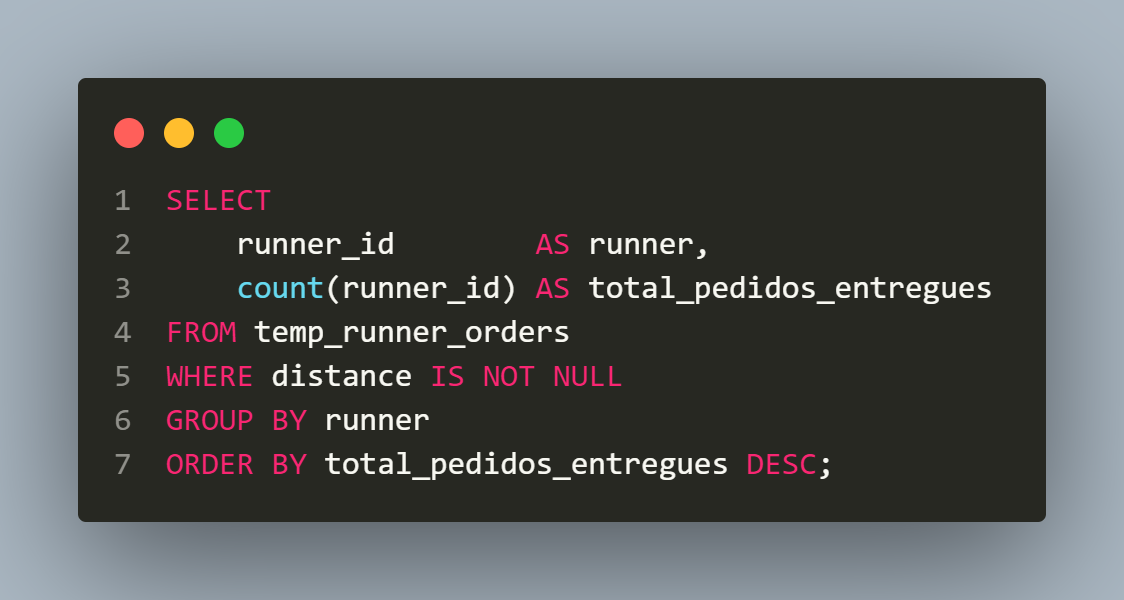 1 SELECT
2     runner_id        AS runner,
3     count(runner_id) AS total_pedidos_entregues
4 FROM temp_runner_orders
5 WHERE distance IS NOT NULL
6 GROUP BY runner
7 ORDER BY total_pedidos_entregues DESC;